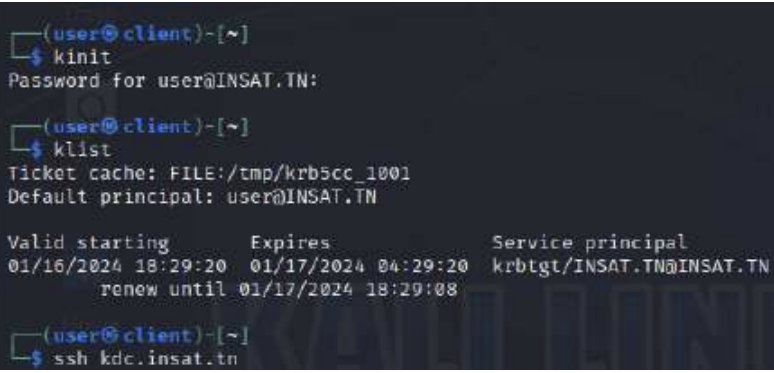 ┌──(user㉿client)-[~]
└─$ kinit
Password for user@INSAT.TN:
┌──(user㉿client)-[~]
└─$ klist
Ticket cache: FILE:/tmp/krb5cc_1001
Default principal: user@INSAT.TN
Valid starting       Expires              Service principal
01/16/2024 18:29:20  01/17/2024 04:29:20  krbtgt/INSAT.TN@INSAT.TN
        renew until 01/17/2024 18:29:08
┌──(user㉿client)-[~]
└─$ ssh kdc.insat.tn
KALI LINU